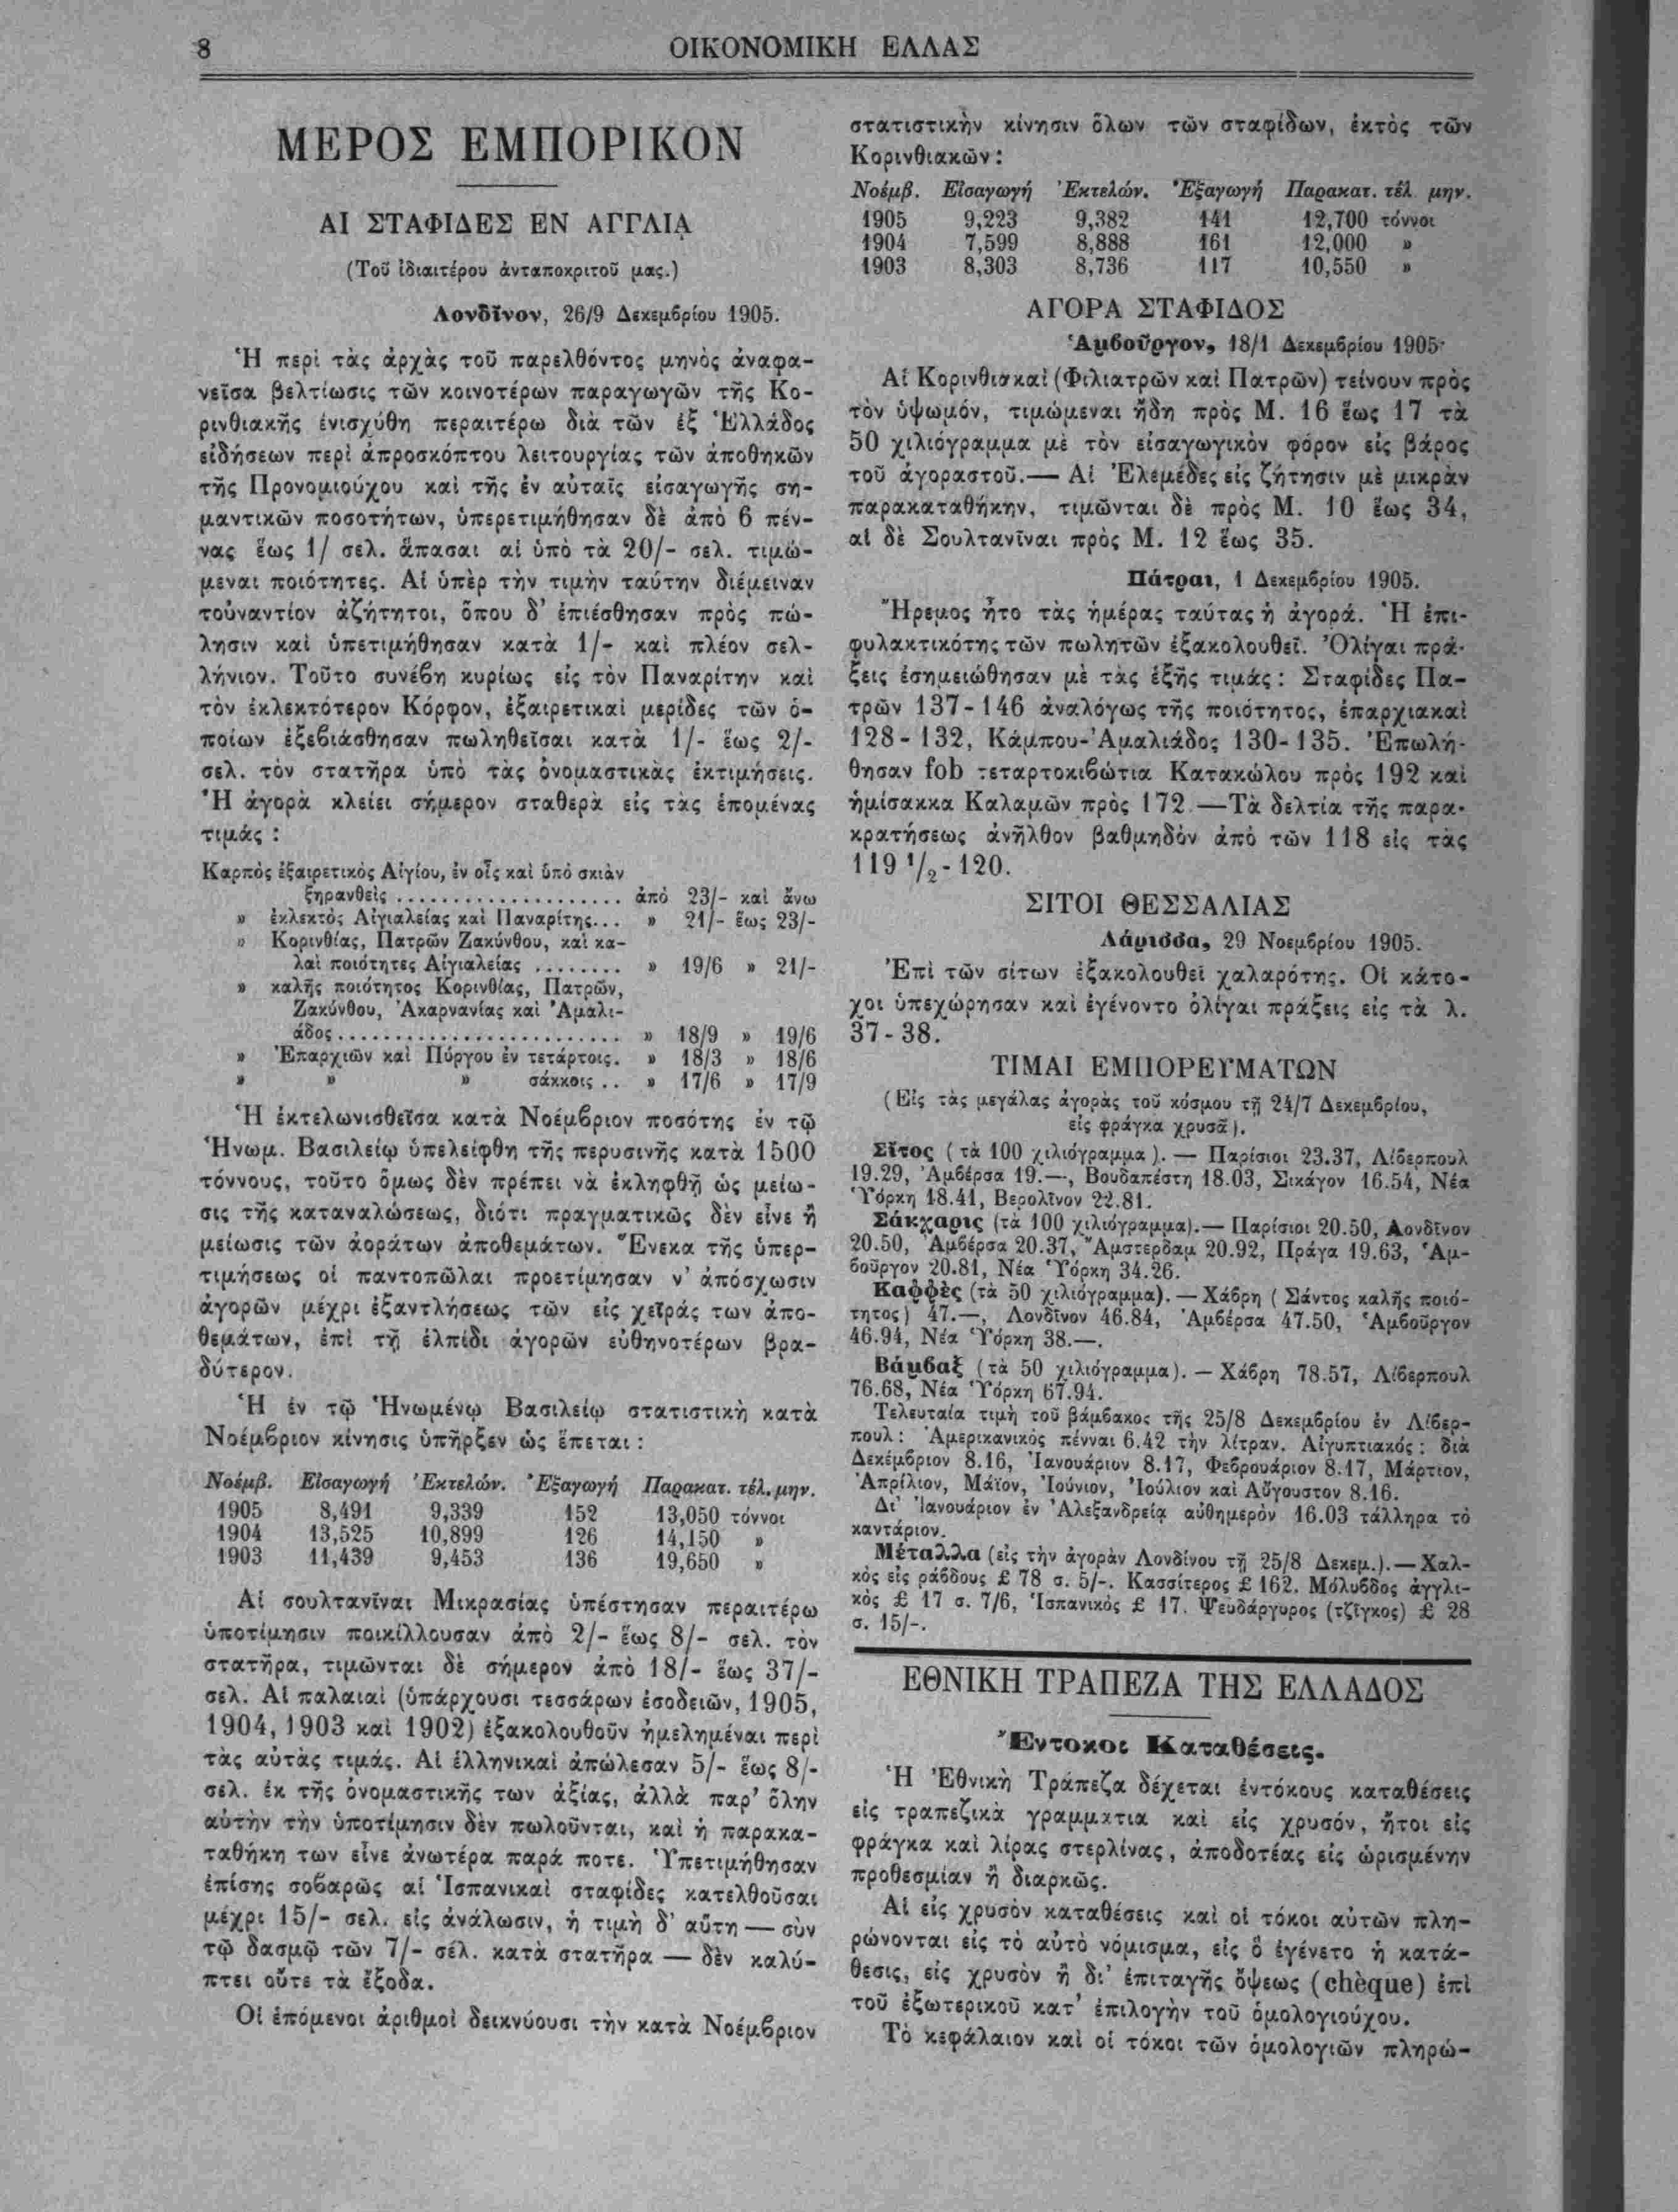 8
ΟΙΚΟΝΟΜΙΚΗ ΕΛΛΑΣ
ΜΕΡΟΣ ΕΜΠΟΡΙΚΟΝ
ΑΙ ΣΤΑΦΙΔΕΣ ΕΝ ΑΓΓΛΙᾼ
(Τοῦ ἰδιαιτέρου ἀνταποκριτοῦ μας.)
Λονδῖνον, 26/9 Δεκεμβρίου 1905.
Ἡ περὶ τὰς ἀρχὰς τοῦ παρελθόντος μηνὸς ἀναφα-
νεῖσα βελτίωσις τῶν κοινοτέρων παραγωγῶν τῆς Κο-
ρινθιακῆς ἐνισχύθη περαιτέρω διὰ τῶν ἐξ Ἑλλάδος
εἰδήσεων περὶ ἀπροσκόπτου λειτουργίας τῶν ἀποθηκῶν
τῆς Προνομιούχου καὶ τῆς ἐν αὐταῖς εἰσαγωγῆς ση-
μαντικῶν ποσοτήτων, ὑπερετιμήθησαν δὲ ἀπὸ 6 πέν-
νας ἕως 1/ σελ. ἅπασαι αἱ ὑπὸ τὰ 20/- σελ. τιμώ-
μεναι ποιότητες. Αἱ ὑπὲρ τὴν τιμὴν ταύτην διέμειναν
τοὐναντίον ἀζήτητοι, ὅπου δ' ἐπιέσθησαν πρὸς πώ-
λησιν καὶ ὑπετιμήθησαν κατὰ 1/- καὶ πλέον σελ-
λήνιον. Τοῦτο συνέβη κυρίως εἰς τὸν Παναρίτην καὶ
τὸν ἐκλεκτότερον Κόρφον, ἐξαιρετικαὶ μερίδες τῶν ὁ-
ποίων ἐξεβιάσθησαν πωληθεῖσαι κατὰ 1/- ἕως 2/-
σελ. τὸν στατῆρα ὑπὸ τὰς ὀνομαστικὰς ἐκτιμήσεις.
Ἡ ἀγορὰ κλείει σήμερον σταθερὰ εἰς τὰς ἑπομένας
τιμάς :
Καρπὸς ἐξαιρετικὸς Αἰγίου, ἐν οἷς καὶ ὑπὸ σκιὰν
ξηρανθεὶς .................... ἀπὸ 23/- καὶ ἄνω
» ἐκλεκτὸς Αἰγιαλείας καὶ Παναρίτης... » 21/- ἕως 23/-
» Κορινθίας, Πατρῶν Ζακύνθου, καὶ κα-
λαὶ ποιότητες Αἰγιαλείας ........ » 19/6 » 21/-
» καλῆς ποιότητος Κορινθίας, Πατρῶν,
Ζακύνθου, Ἀκαρνανίας καὶ Ἀμαλι-
άδος........................ » 18/9 » 19/6
» Ἐπαρχιῶν καὶ Πύργου ἐν τετάρτοις. » 18/3 » 18/6
» » » σάκκοις .. » 17/6 » 17/9
Ἡ ἐκτελωνισθεῖσα κατὰ Νοέμβριον ποσότης ἐν τῷ
Ἡνωμ. Βασιλείῳ ὑπελείφθη τῆς περυσινῆς κατὰ 1500
τόννους, τοῦτο ὅμως δὲν πρέπει νὰ ἐκληφθῇ ὡς μείω-
σις τῆς καταναλώσεως, διότι πραγματικῶς δὲν εἶνε ἢ
μείωσις τῶν ἀοράτων ἀποθεμάτων. Ἕνεκα τῆς ὑπερ-
τιμήσεως οἱ παντοπῶλαι προετίμησαν ν' ἀπόσχωσιν
ἀγορῶν μέχρι ἐξαντλήσεως τῶν εἰς χεῖράς των ἀπο-
θεμάτων, ἐπὶ τῇ ἐλπίδι ἀγορῶν εὐθηνοτέρων βρα-
δύτερον.
Ἡ ἐν τῷ Ἡνωμένῳ Βασιλείῳ στατιστικὴ κατὰ
Νοέμβριον κίνησις ὑπῆρξεν ὡς ἕπεται :
Νοέμβ. Εἰσαγωγή Ἐκτελών. Ἐξαγωγή Παρακατ. τέλ. μην.
1905 8,491 9,339 152 13,050 τόννοι
1904 13,525 10,899 126 14,150 »
1903 11,439 9,453 136 19,650 »
Αἱ σουλτανῖναι Μικρασίας ὑπέστησαν περαιτέρω
ὑποτίμησιν ποικίλλουσαν ἀπὸ 2/- ἕως 8/- σελ. τὸν
στατῆρα, τιμῶνται δὲ σήμερον ἀπὸ 18/- ἕως 37/-
σελ. Αἱ παλαιαὶ (ὑπάρχουσι τεσσάρων ἐσοδειῶν, 1905,
1904, 1903 καὶ 1902) ἐξακολουθοῦν ἠμελημέναι περὶ
τὰς αὐτὰς τιμάς. Αἱ ἑλληνικαὶ ἀπώλεσαν 5/- ἕως 8/-
σελ. ἐκ τῆς ὀνομαστικῆς των ἀξίας, ἀλλὰ παρ' ὅλην
αὐτὴν τὴν ὑποτίμησιν δὲν πωλοῦνται, καὶ ἡ παρακα-
ταθήκη των εἶνε ἀνωτέρα παρά ποτε. Ὑπετιμήθησαν
ἐπίσης σοβαρῶς αἱ Ἱσπανικαὶ σταφίδες κατελθοῦσαι
μέχρι 15/- σελ. εἰς ἀνάλωσιν, ἡ τιμὴ δ' αὕτη — σὺν
τῷ δασμῷ τῶν 7/- σέλ. κατὰ στατῆρα — δὲν καλύ-
πτει οὔτε τὰ ἔξοδα.
Οἱ ἑπόμενοι ἀριθμοὶ δεικνύουσι τὴν κατὰ Νοέμβριον
στατιστικὴν κίνησιν ὅλων τῶν σταφίδων, ἐκτὸς τῶν
Κορινθιακῶν :
Νοέμβ. Εἰσαγωγή Ἐκτελών. Ἐξαγωγή Παρακατ. τέλ μην.
1905 9,223 9,382 141 12,700 τόννοι
1904 7,599 8,888 161 12,000 »
1903 8,303 8,736 117 10,550 »
ΑΓΟΡΑ ΣΤΑΦΙΔΟΣ
Ἁμβοῦργον, 18/1 Δεκεμβρίου 1905·
Αἱ Κορινθιακαὶ (Φιλιατρῶν καὶ Πατρῶν) τείνουν πρὸς
τὸν ὑψωμόν, τιμώμεναι ἤδη πρὸς Μ. 16 ἕως 17 τὰ
50 χιλιόγραμμα μὲ τὸν εἰσαγωγικὸν φόρον εἰς βάρος
τοῦ ἀγοραστοῦ.— Αἱ Ἐλεμέδες εἰς ζήτησιν μὲ μικρὰν
παρακαταθήκην, τιμῶνται δὲ πρὸς Μ. 10 ἕως 34,
αἱ δὲ Σουλτανῖναι πρὸς Μ. 12 ἕως 35.
Πάτραι, 1 Δεκεμβρίου 1905.
Ἤρεμος ἦτο τὰς ἡμέρας ταύτας ἡ ἀγορά. Ἡ ἐπι-
φυλακτικότης τῶν πωλητῶν ἐξακολουθεῖ. Ὀλίγαι πρά-
ξεις ἐσημειώθησαν μὲ τὰς ἑξῆς τιμάς : Σταφίδες Πα-
τρῶν 137-146 ἀναλόγως τῆς ποιότητος, ἐπαρχιακαὶ
128-132, Κάμπου-Ἀμαλιάδος 130-135. Ἐπωλή-
θησαν fob τεταρτοκιβώτια Κατακώλου πρὸς 192 καὶ
ἡμίσακκα Καλαμῶν πρὸς 172.—Τὰ δελτία τῆς παρα-
κρατήσεως ἀνῆλθον βαθμηδὸν ἀπὸ τῶν 118 εἰς τὰς
119 1/2-120.
ΣΙΤΟΙ ΘΕΣΣΑΛΙΑΣ
Λάρισσα, 29 Νοεμβρίου 1905.
Ἐπὶ τῶν σίτων ἐξακολουθεῖ χαλαρότης. Οἱ κάτο-
χοι ὑπεχώρησαν καὶ ἐγένοντο ὀλίγαι πράξεις εἰς τὰ λ.
37-38.
ΤΙΜΑΙ ΕΜΠΟΡΕΥΜΑΤΩΝ
(Εἰς τὰς μεγάλας ἀγορὰς τοῦ κόσμου τῇ 24/7 Δεκεμβρίου,
εἰς φράγκα χρυσᾶ).
Σῖτος (τὰ 100 χιλιόγραμμα). — Παρίσιοι 23.37, Λίβερπουλ
19.29, Ἀμβέρσα 19.—, Βουδαπέστη 18.03, Σικάγον 16.54, Νέα
Ὑόρκη 18.41, Βερολῖνον 22.81.
Σάκχαρις (τὰ 100 χιλιόγραμμα).— Παρίσιοι 20.50, Λονδῖνον
20.50, Ἀμβέρσα 20.37, Ἀμστερδαμ 20.92, Πράγα 19.63, Ἁμ-
βοῦργον 20.81, Νέα Ὑόρκη 34.26.
Καφφὲς (τὰ 50 χιλιόγραμμα). — Χάβρη (Σάντος καλῆς ποιό-
τητος) 47.—, Λονδῖνον 46.84, Ἀμβέρσα 47.50, Ἁμβοῦργον
46.94, Νέα Ὑόρκη 38.—.
Βάμβαξ (τὰ 50 χιλιόγραμμα). — Χάβρη 78.57, Λίβερπουλ
76.68, Νέα Ὑόρκη 67.94.
Τελευταία τιμὴ τοῦ βάμβακος τῆς 25/8 Δεκεμβρίου ἐν Λίβερ-
πουλ : Ἀμερικανικὸς πένναι 6.42 τὴν λίτραν. Αἰγυπτιακός : διὰ
Δεκέμβριον 8.16, Ἰανουάριον 8.17, Φεβρουάριον 8.17, Μάρτιον,
Ἀπρίλιον, Μάϊον, Ἰούνιον, Ἰούλιον καὶ Αὔγουστον 8.16.
Δι' Ἰανουάριον ἐν Ἀλεξανδρείᾳ αὐθημερὸν 16.03 τάλληρα τὸ
καντάριον.
Μέταλλα (εἰς τὴν ἀγορὰν Λονδίνου τῇ 25/8 Δεκεμ.).— Χαλ-
κὸς εἰς ράβδους £ 78 σ. 5/-. Κασσίτερος £ 162. Μόλυβδος ἀγγλι-
κὸς £ 17 σ. 7/6, Ἱσπανικὸς £ 17. Ψευδάργυρος (τζῖγκος) £ 28
σ. 15/-.
ΕΘΝΙΚΗ ΤΡΑΠΕΖΑ ΤΗΣ ΕΛΛΑΔΟΣ
Ἔντοκοι Καταθέσεις.
Ἡ Ἐθνικὴ Τράπεζα δέχεται ἐντόκους καταθέσεις
εἰς τραπεζικὰ γραμματια καὶ εἰς χρυσόν, ἤτοι εἰς
φράγκα καὶ λίρας στερλίνας, ἀποδοτέας εἰς ὡρισμένην
προθεσμίαν ἢ διαρκῶς.
Αἱ εἰς χρυσὸν καταθέσεις καὶ οἱ τόκοι αὐτῶν πλη-
ρώνονται εἰς τὸ αὐτὸ νόμισμα, εἰς ὃ ἐγένετο ἡ κατά-
θεσις, εἰς χρυσὸν ἢ δι' ἐπιταγῆς ὄψεως (chèque) ἐπὶ
τοῦ ἐξωτερικοῦ κατ' ἐπιλογὴν τοῦ ὁμολογιούχου.
Τὸ κεφάλαιον καὶ οἱ τόκοι τῶν ὁμολογιῶν πληρώ-